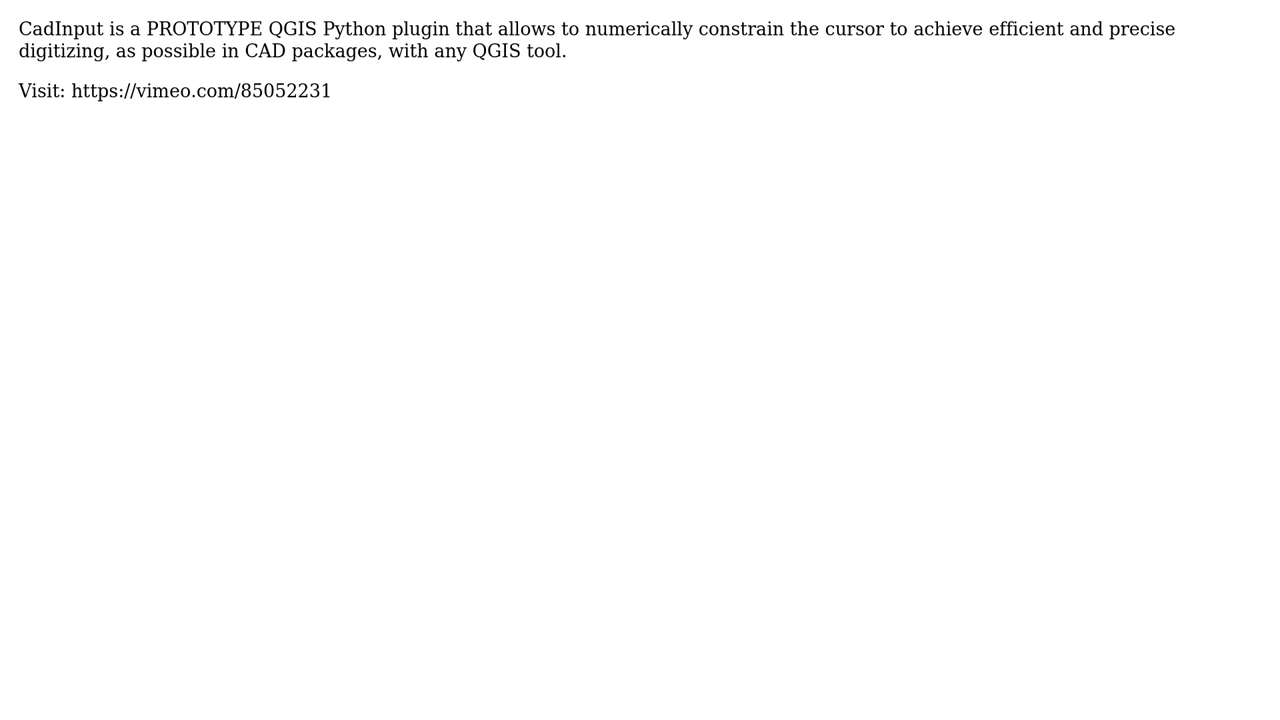 CadInput is a PROTOTYPE QGIS Python plugin that allows to numerically constrain the cursor to achieve efficient and precise
digitizing, as possible in CAD packages, with any QGIS tool.
Visit: https://vimeo.com/85052231